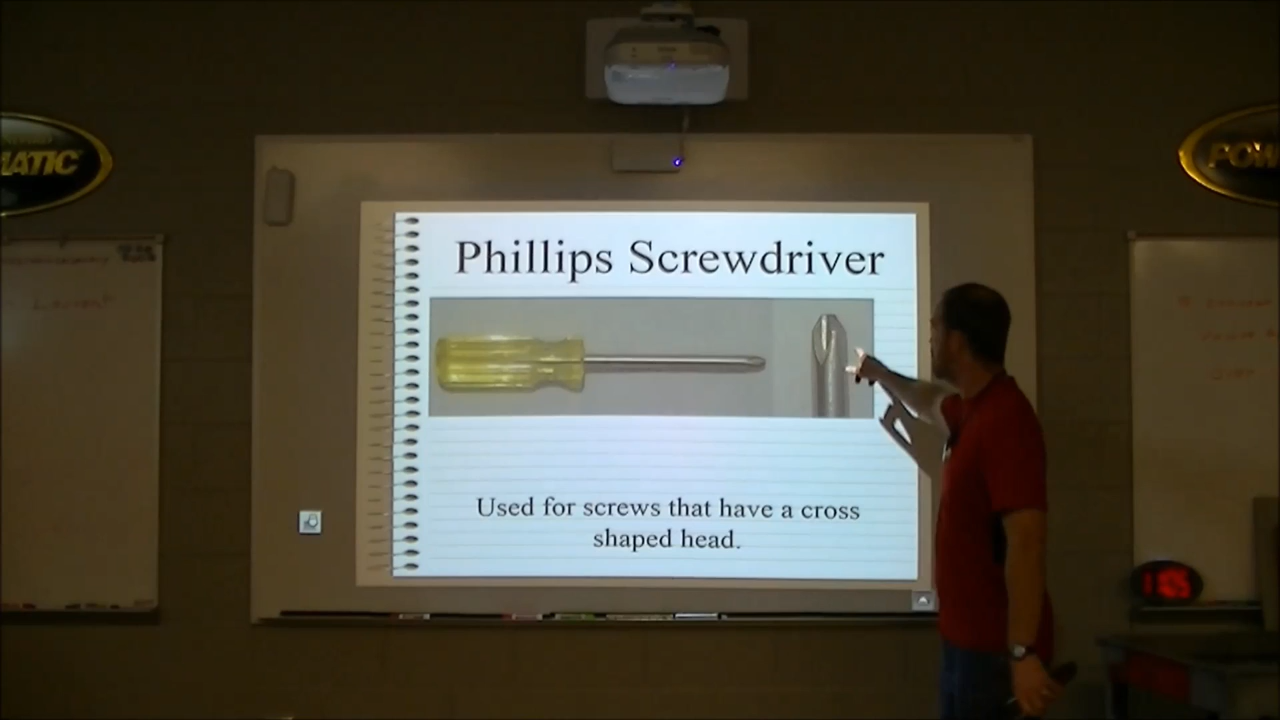 MATIC
POW
Phillips Screwdriver
Used for screws that have a cross
shaped head.